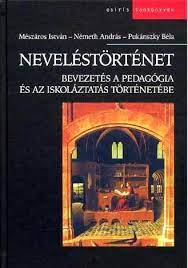 osiris tankönyvek
Mészáros István – Németh András – Pukánszky Béla
NEVELÉSTÖRTÉNET
BEVEZETÉS A PEDAGÓGIA
ÉS AZ ISKOLÁZTATÁS TÖRTÉNETÉBE